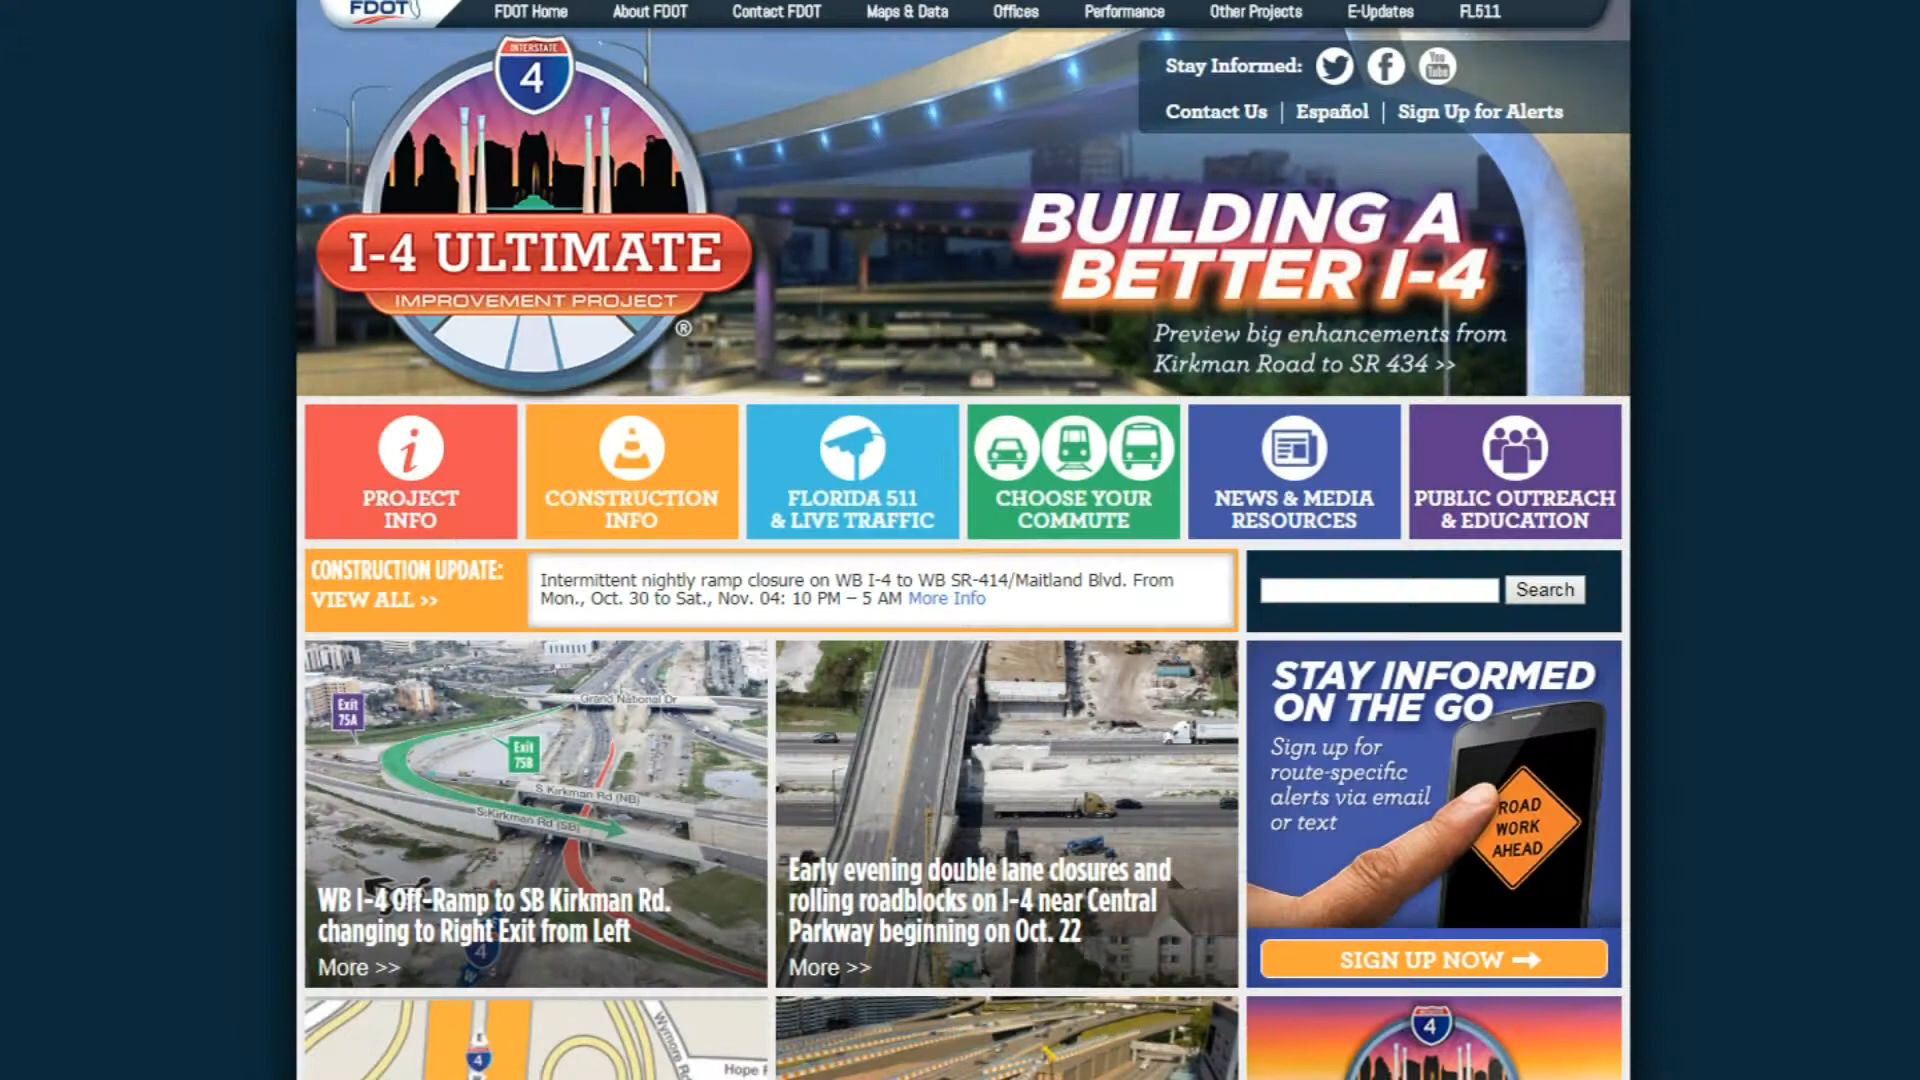 FDOT
FDOT Home
About FDOT
Contact FDOT
Maps & Data
Offices
Performance
Other Projects
E-Updates
FL511
INTERSTATE
4
I-4 ULTIMATE
IMPROVEMENT PROJECT
®
Stay Informed:
You
Tube
Contact Us | Español | Sign Up for Alerts
BUILDING A
BETTER I-4
Preview big enhancements from
Kirkman Road to SR 434 >>
PROJECT
INFO
CONSTRUCTION
INFO
FLORIDA 511
& LIVE TRAFFIC
CHOOSE YOUR
COMMUTE
NEWS & MEDIA
RESOURCES
PUBLIC OUTREACH
& EDUCATION
CONSTRUCTION UPDATE:
VIEW ALL >>
Intermittent nightly ramp closure on WB I-4 to WB SR-414/Maitland Blvd. From
Mon., Oct. 30 to Sat., Nov. 04: 10 PM – 5 AM More Info
Search
Grand National Dr
Exit
75A
Exit
75B
S Kirkman Rd (NB)
S Kirkman Rd (SB)
WB I-4 Off-Ramp to SB Kirkman Rd.
changing to Right Exit from Left
4
More >>
Early evening double lane closures and
rolling roadblocks on I-4 near Central
Parkway beginning on Oct. 22
More >>
STAY INFORMED
ON THE GO
Sign up for
route-specific
alerts via email
or text
ROAD
WORK
AHEAD
SIGN UP NOW
4
Wymore Rd
Hope
4